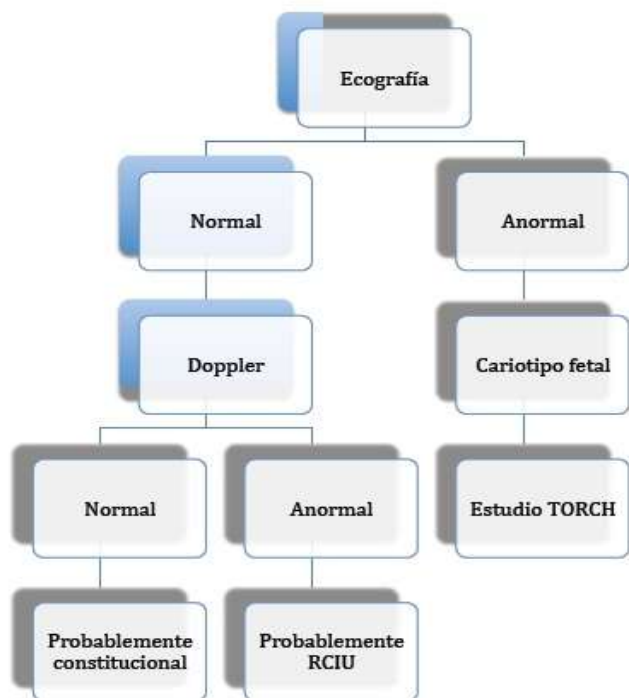 Ecografía
Normal
Anormal
Doppler
Cariotipo fetal
Normal
Anormal
Estudio TORCH
Probablemente
constitucional
Probablemente
RCIU